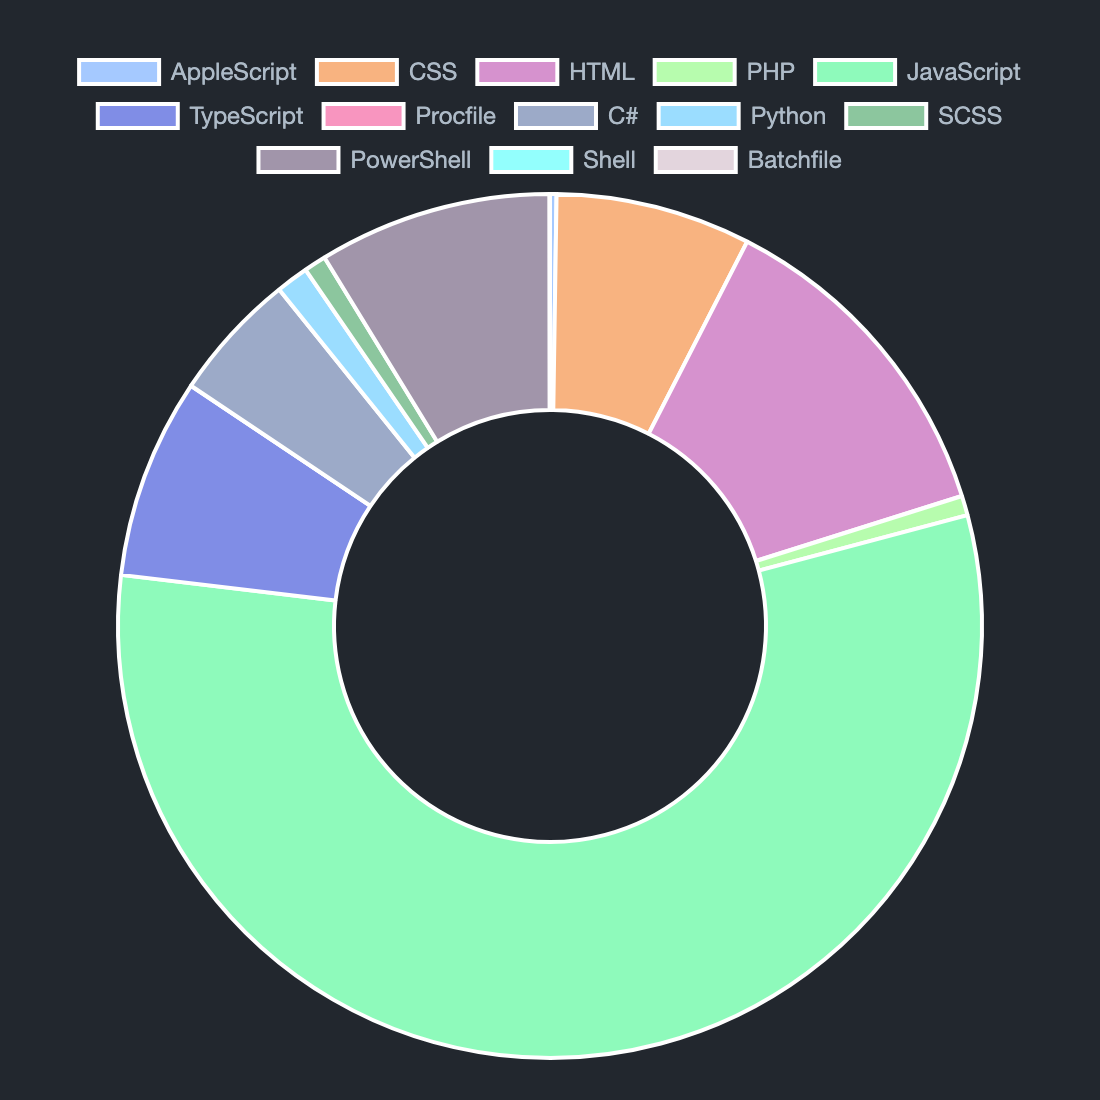 AppleScript CSS HTML PHP JavaScript
TypeScript Procfile C# Python SCSS
PowerShell Shell Batchfile